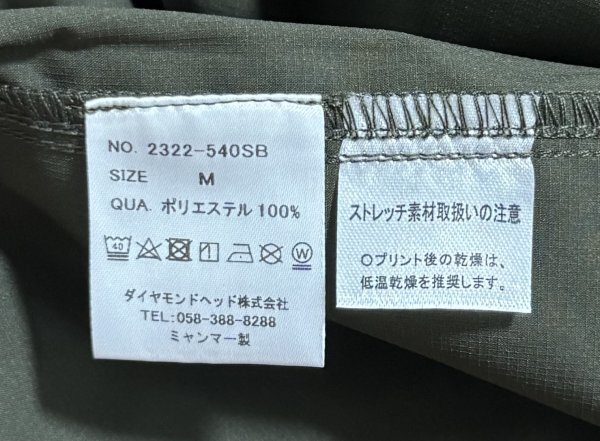 NO. 2322-540SB
SIZE M
QUA. ポリエステル 100%
40 W
ダイヤモンドヘッド株式会社
TEL:058-388-8288
ミャンマー製
ストレッチ素材取扱いの注意
○プリント後の乾燥は、
低温乾燥を推奨します。